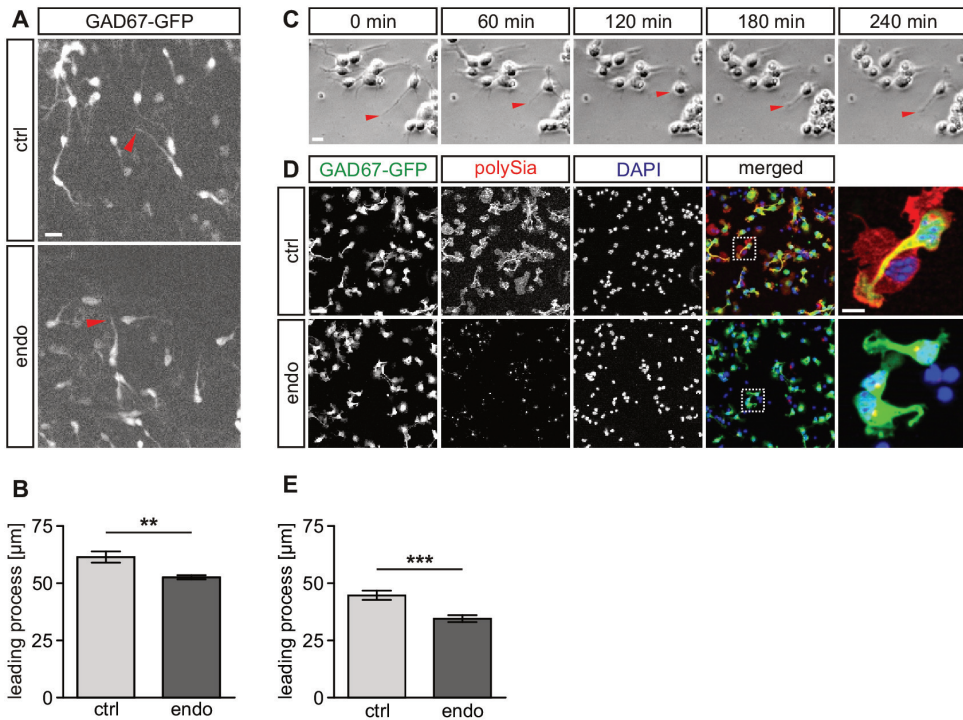 A
GAD67-GFP
ctrl
endo
B
**
leading process [µm]
75
50
25
0
ctrl endo
C
0 min 60 min 120 min 180 min 240 min
D
GAD67-GFP polySia DAPI merged
ctrl
endo
E
***
leading process [µm]
75
50
25
0
ctrl endo